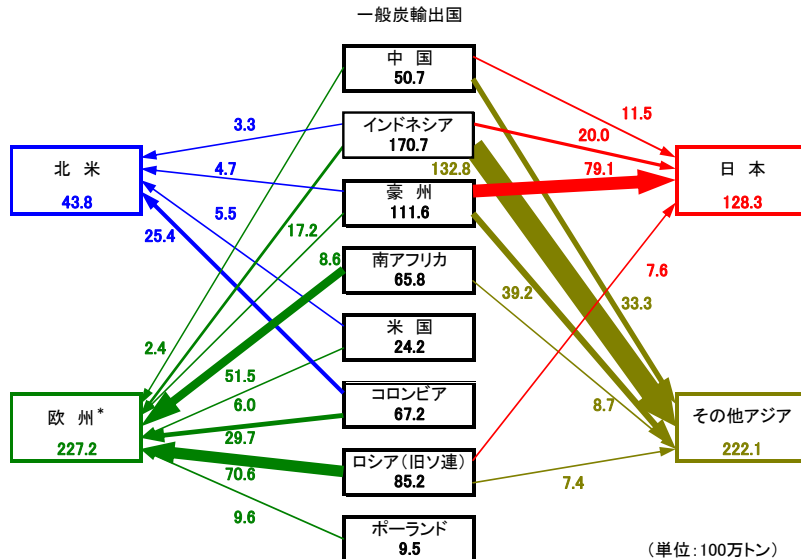 一般炭輸出国
中 国
50.7
インドネシア
170.7
豪 州
111.6
南アフリカ
65.8
米 国
24.2
コロンビア
67.2
ロシア(旧ソ連)
85.2
ポーランド
9.5
北 米
43.8
欧 州*
227.2
日 本
128.3
その他アジア
222.1
3.3
4.7
5.5
25.4
17.2
8.6
2.4
51.5
6.0
29.7
70.6
9.6
11.5
20.0
132.8
79.1
7.6
39.2
33.3
8.7
7.4
(単位:100万トン)